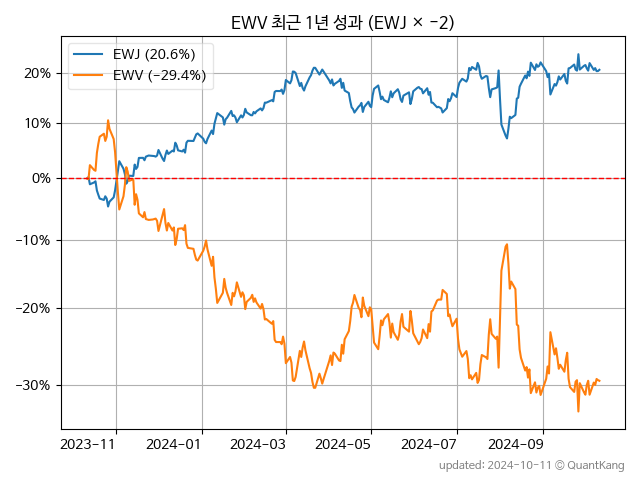 EWV 최근 1년 성과 (EWJ × −2)
EWJ (20.6%)
EWV (−29.4%)
20%
10%
0%
−10%
−20%
−30%
2023−11 2024−01 2024−03 2024−05 2024−07 2024−09
updated: 2024-10-11 © QuantKang